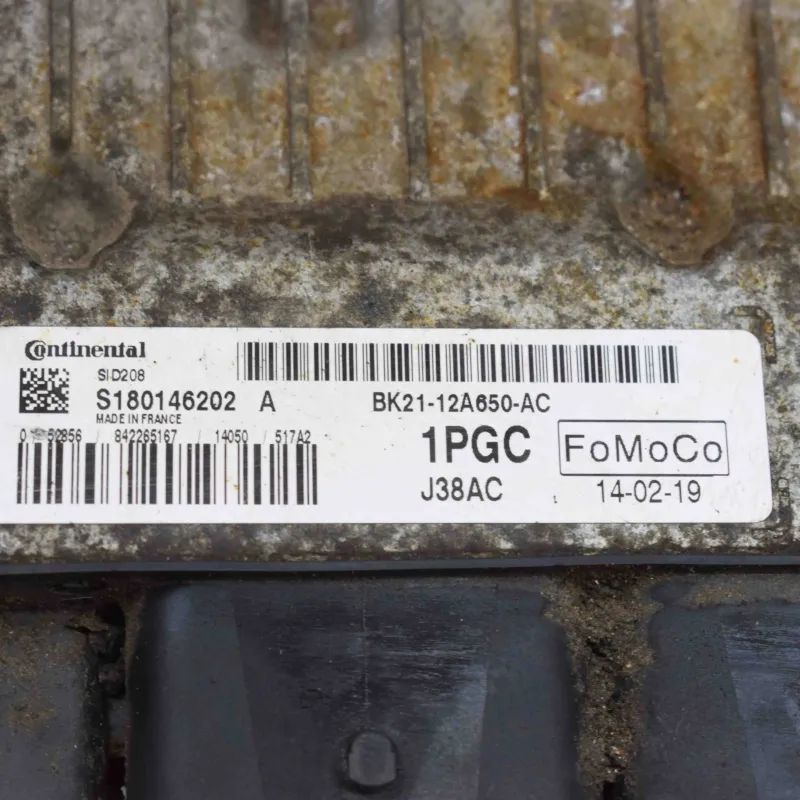 Continental
SID208
S180146202 A
MADE IN FRANCE
BK21-12A650-AC
842265167 / 14050 / 517A2
1PGC
FoMoCo
J38AC
14-02-19